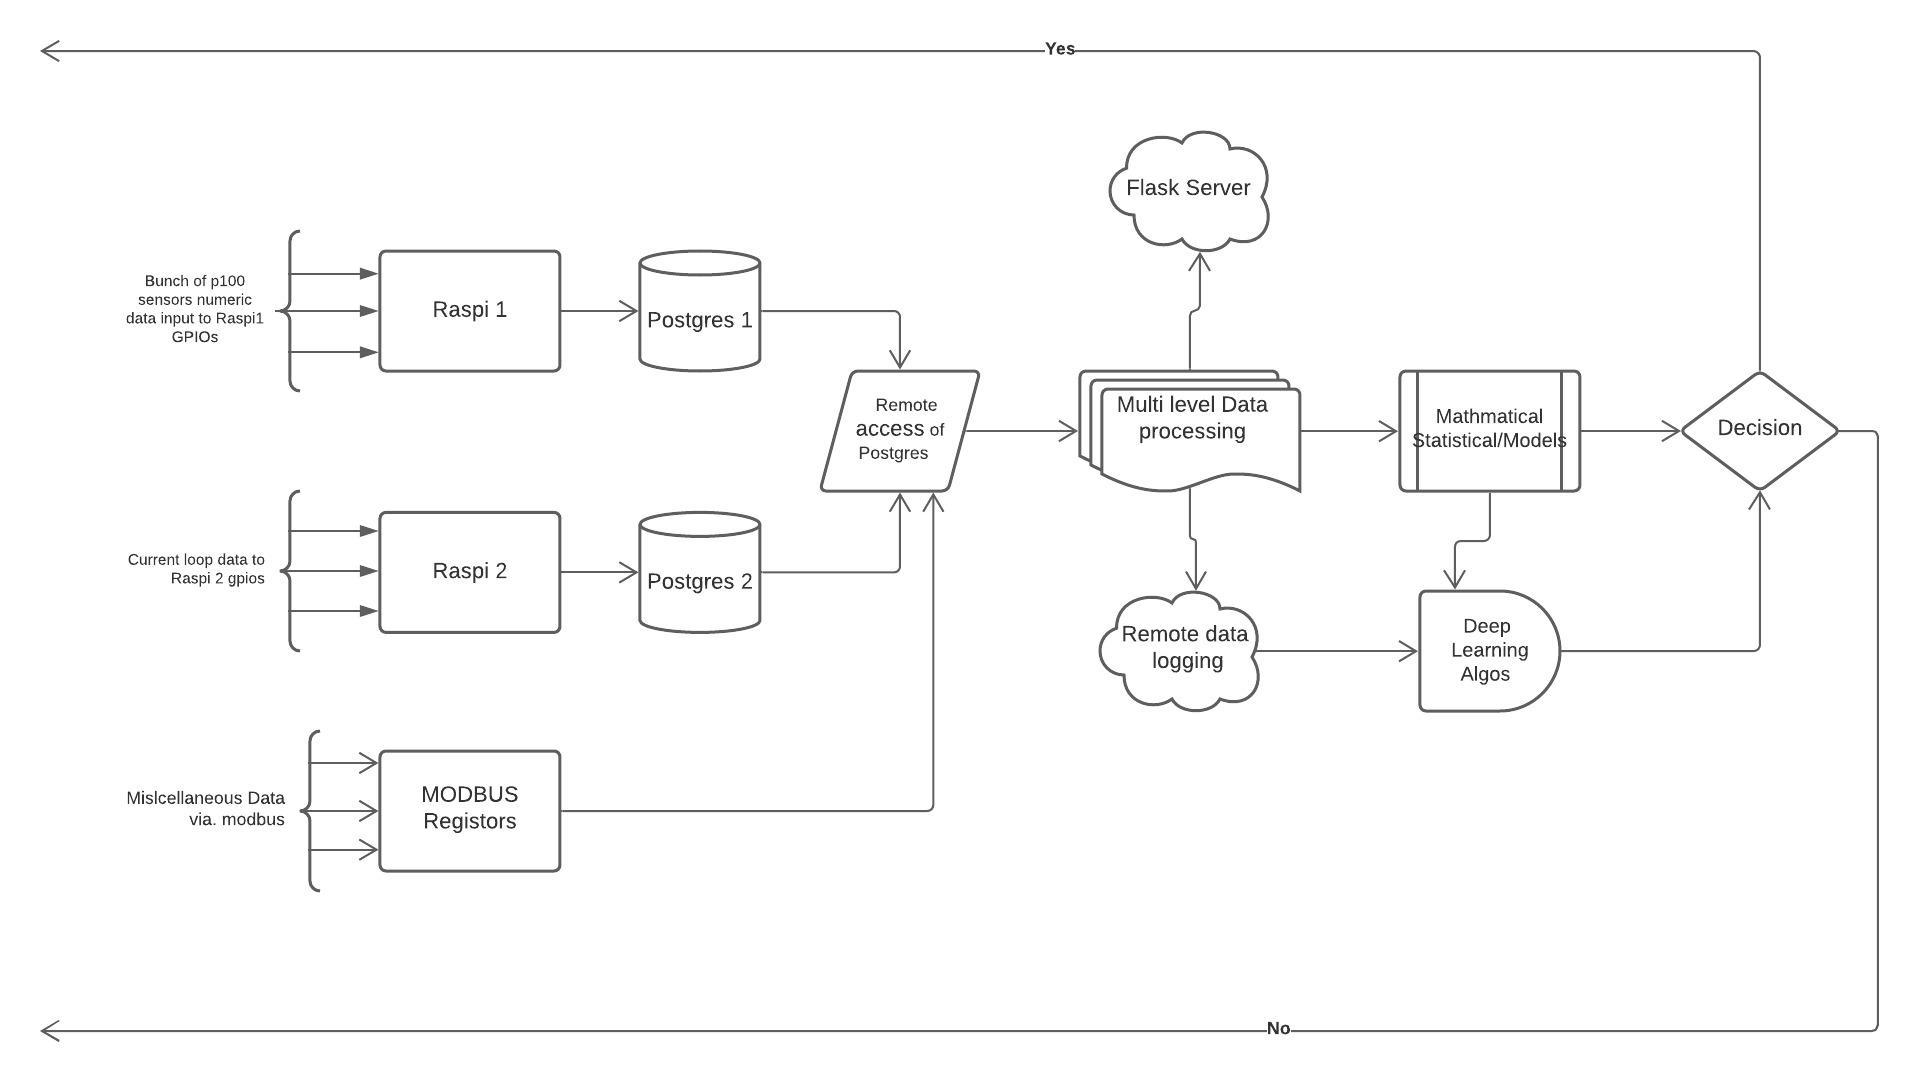 Yes
Flask Server
Bunch of p100
sensors numeric
data input to Raspi1
GPIOs
Raspi 1
Postgres 1
Remote
access of
Postgres
Multi level Data
processing
Mathmatical
Statistical/Models
Decision
Current loop data to
Raspi 2 gpios
Raspi 2
Postgres 2
Remote data
logging
Deep
Learning
Algos
Mislcellaneous Data
via. modbus
MODBUS
Registors
No